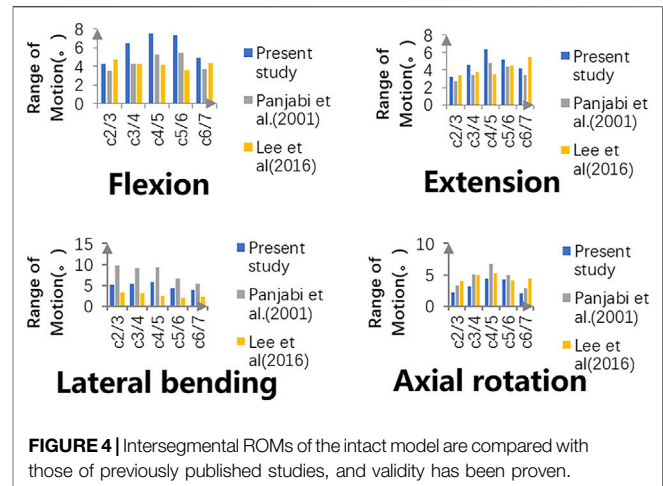 Range of
Motion(。)
8
6
4
2
0
c2/3
c3/4
c4/5
c5/6
c6/7
Present
study
Panjabi et
al.(2001)
Lee et
al(2016)
Flexion
Range of
Motion(。)
8
6
4
2
0
c2/3
c3/4
c4/5
c5/6
c6/7
Present
study
Panjabi et
al.(2001)
Lee et
al(2016)
Extension
Range of
Motion(。)
15
10
5
0
c2/3
c3/4
c4/5
c5/6
c6/7
Present
study
Panjabi et
al.(2001)
Lee et
al(2016)
Lateral bending
Range of
Motion(。)
10
5
0
c2/3
c3/4
c4/5
c5/6
c6/7
Present
study
Panjabi et
al.(2001)
Lee et
al(2016)
Axial rotation
FIGURE 4 | Intersegmental ROMs of the intact model are compared with
those of previously published studies, and validity has been proven.